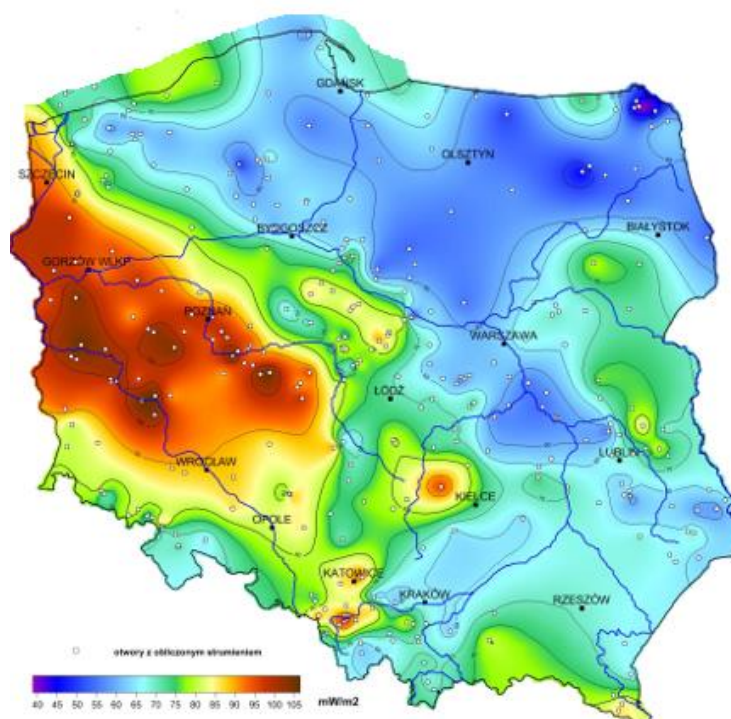 GDAŃSK
OLSZTYN
SZCZECIN
BYDGOSZCZ
BIAŁYSTOK
GORZÓW WLKP
POZNAŃ
WARSZAWA
ŁÓDŹ
WROCŁAW
LUBLIN
KIELCE
OPOLE
KATOWICE
KRAKÓW
RZESZÓW
otwory z obliczonym strumieniem
40 45 50 55 60 65 70 75 80 85 90 95 100 105 mW/m2